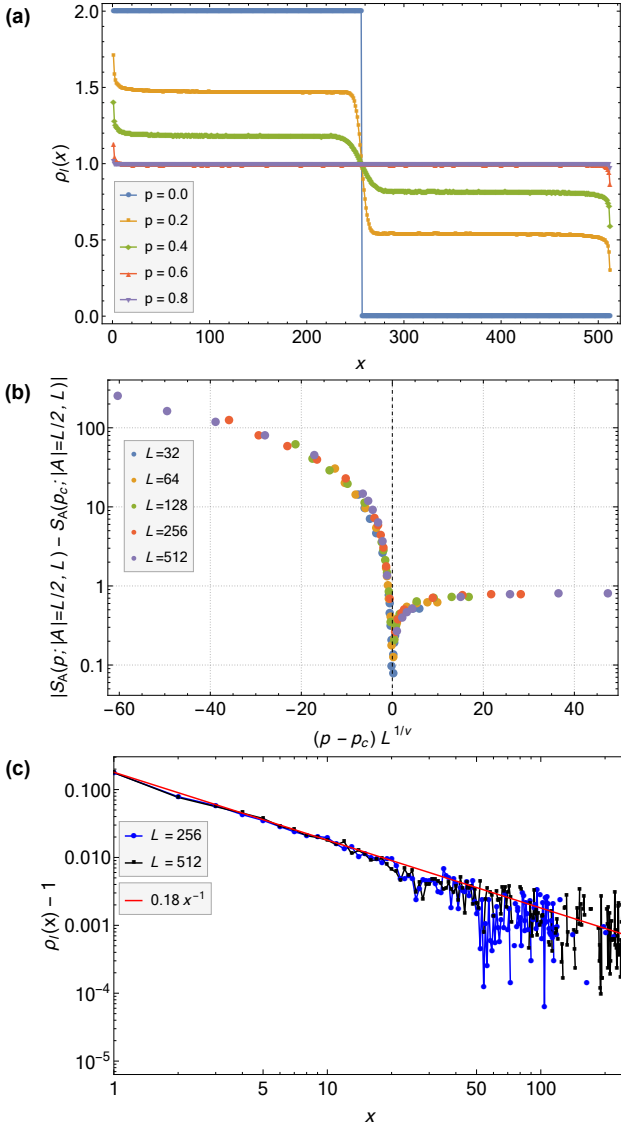 (a)
2.0
1.5
1.0
0.5
0.0
ρₗ(x)
p = 0.0
p = 0.2
p = 0.4
p = 0.6
p = 0.8
0 100 200 300 400 500
x
(b)
100
10
1
0.1
|S_A(p; |A|=L/2, L) − S_A(p_c; |A|=L/2, L)|
L=32
L=64
L=128
L=256
L=512
−60 −40 −20 0 20 40
(p − p_c) L^{1/ν}
(c)
0.100
0.010
0.001
10⁻⁴
10⁻⁵
ρₗ(x) − 1
L = 256
L = 512
0.18 x⁻¹
1 5 10 50 100
x